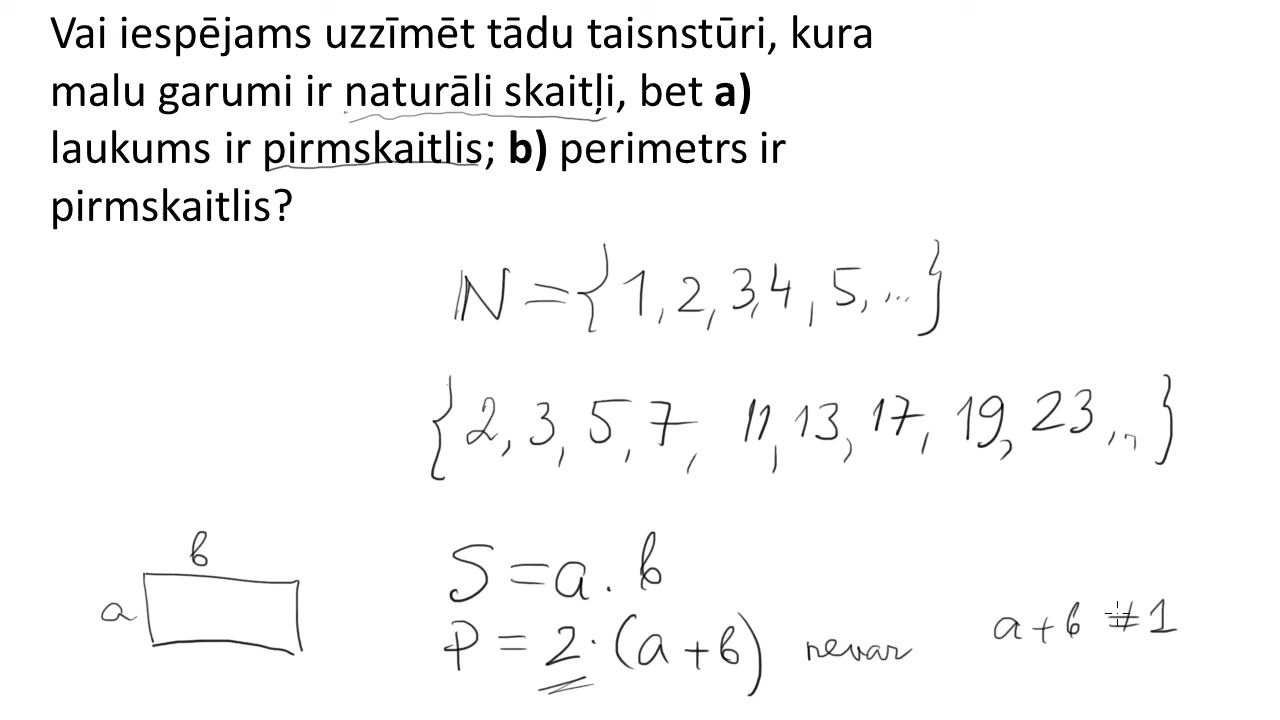 Vai iespējams uzzīmēt tādu taisnstūri, kura
malu garumi ir naturāli skaitļi, bet a)
laukums ir pirmskaitlis; b) perimetrs ir
pirmskaitlis?
N = {1, 2, 3, 4, 5, ...}
{2, 3, 5, 7, 11, 13, 17, 19, 23, ...}
b
a
S = a . b
P = 2 · (a + b) nevar
a + b ≠ 1